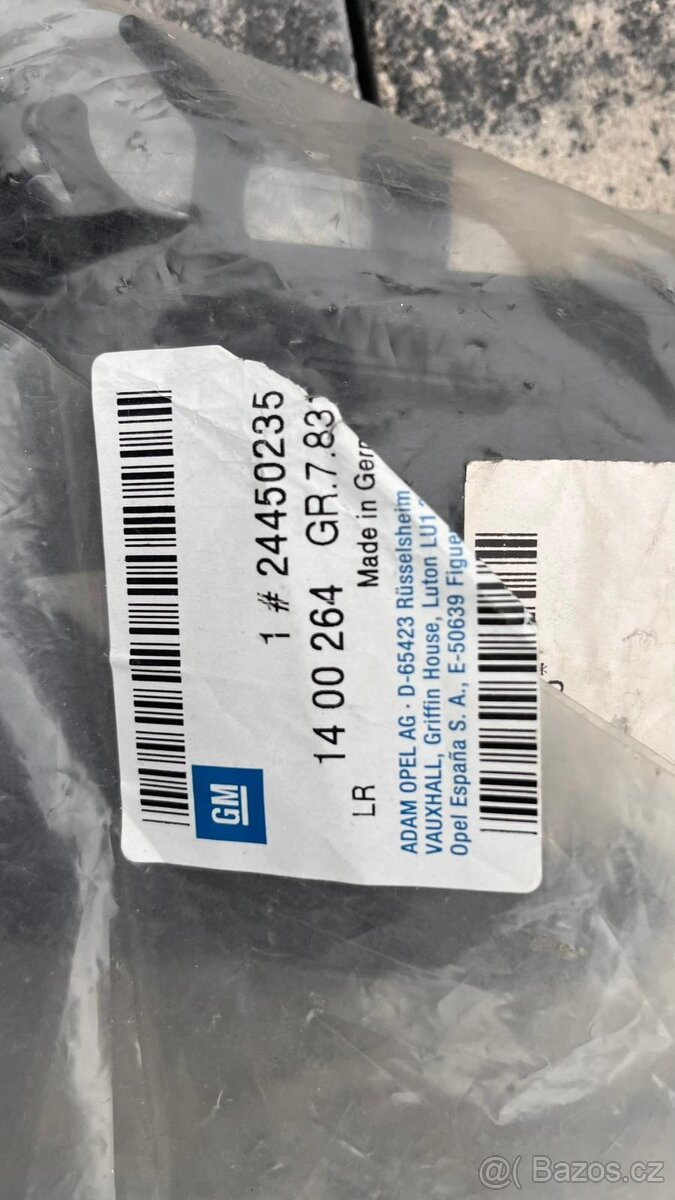 GM
1 # 24450235
14 00 264 GR.7.83
LR Made in Ger
ADAM OPEL AG · D-65423 Rüsselsheim
VAUXHALL, Griffin House, Luton LU1
Opel España S. A., E-50639 Figue
@( Bazos.cz